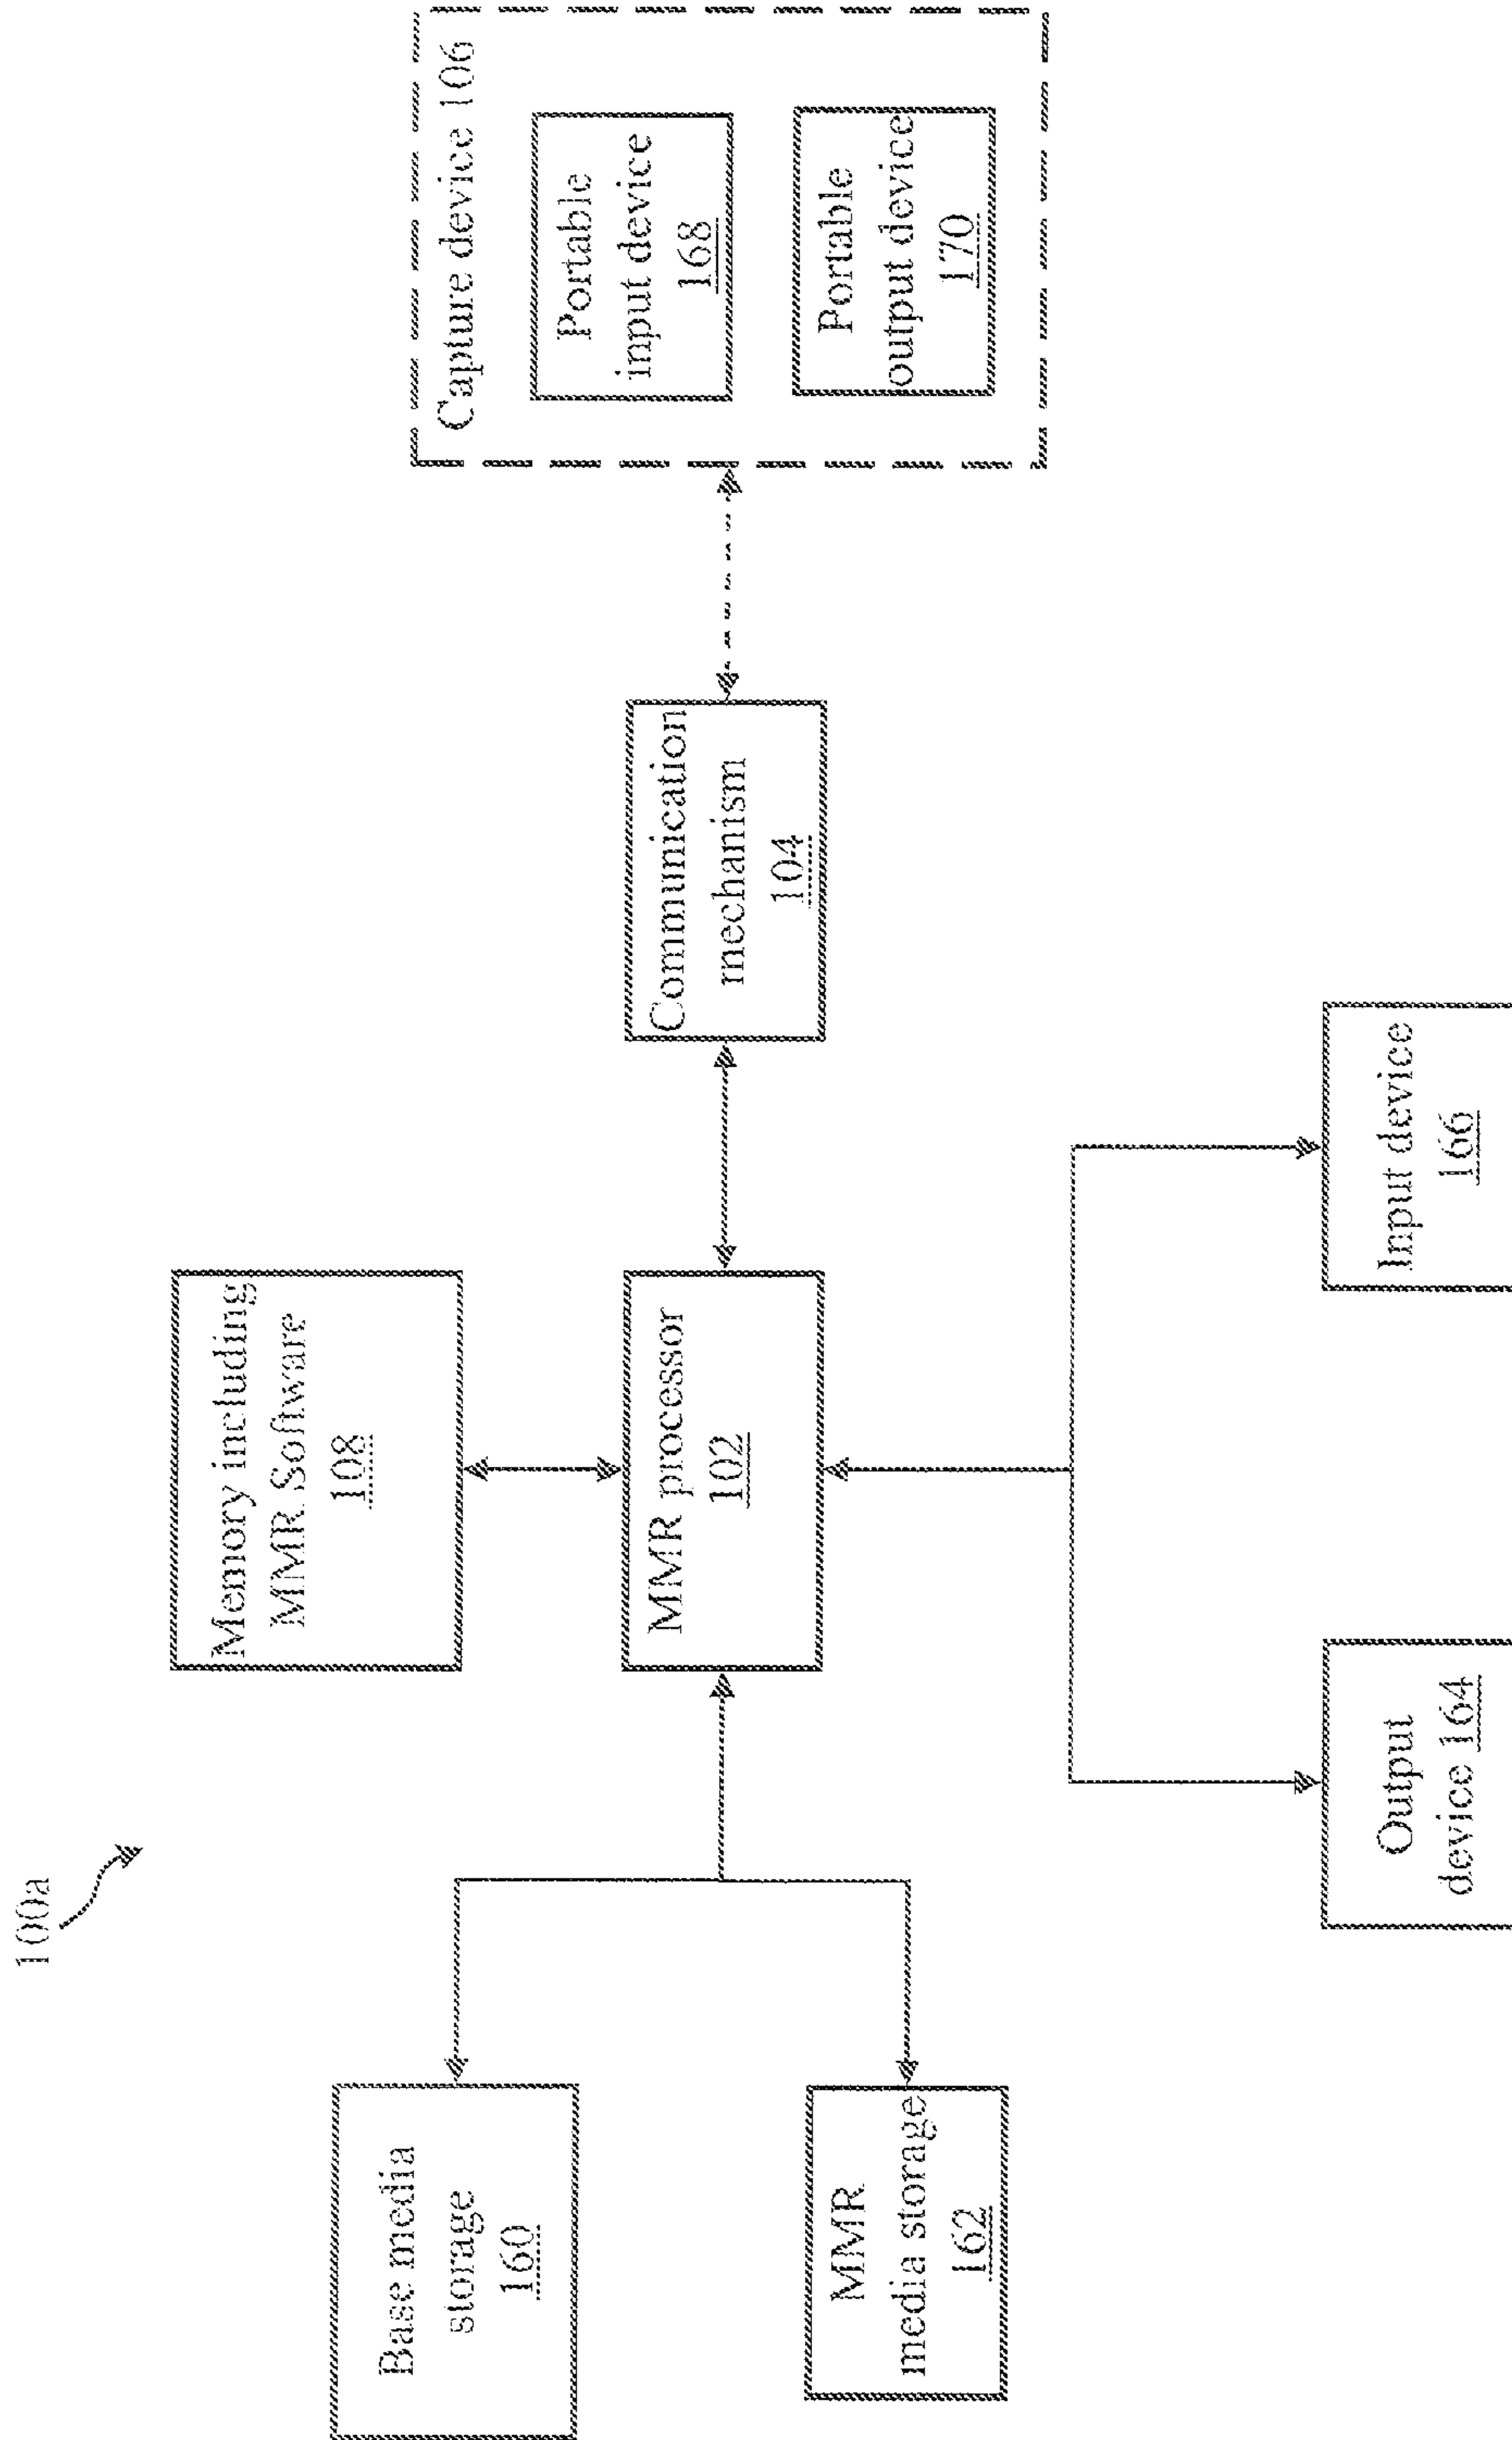 100a
Memory including
MMR Software
108
Capture device 106
Portable
input device
168
Portable
output device
170
Base media
storage
160
MMR processor
102
Communication
mechanism
104
MMR
media storage
162
Output
device 164
Input device
166